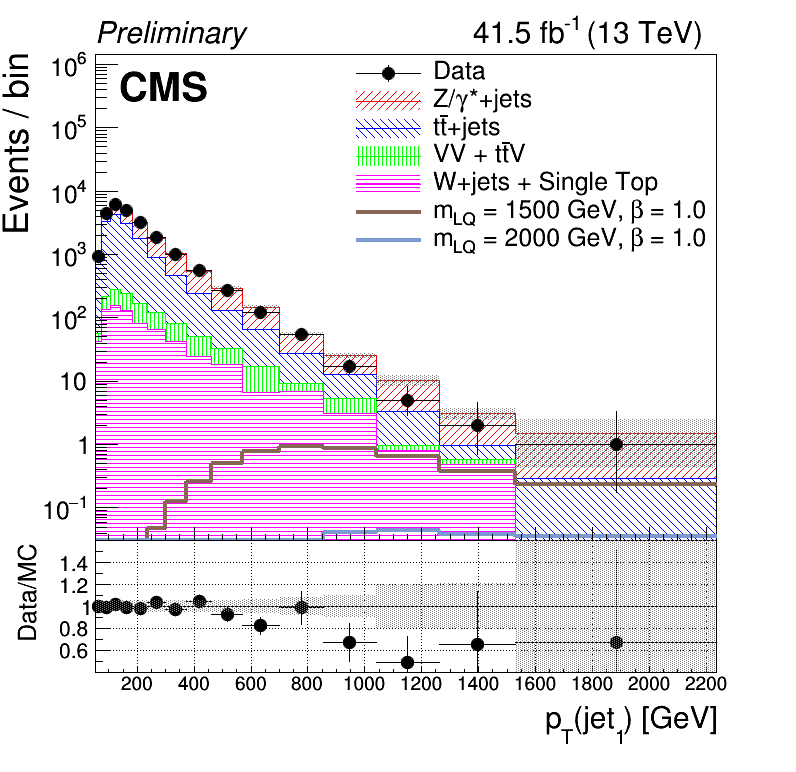 Preliminary 41.5 fb⁻¹ (13 TeV)
CMS
Data
Z/γ*+jets
tt̄+jets
VV + tt̄V
W+jets + Single Top
m_LQ = 1500 GeV, β = 1.0
m_LQ = 2000 GeV, β = 1.0
Events / bin
10⁶
10⁵
10⁴
10³
10²
10
1
10⁻¹
Data/MC
1.4
1.2
1
0.8
0.6
200 400 600 800 1000 1200 1400 1600 1800 2000 2200
p_T(jet₁) [GeV]